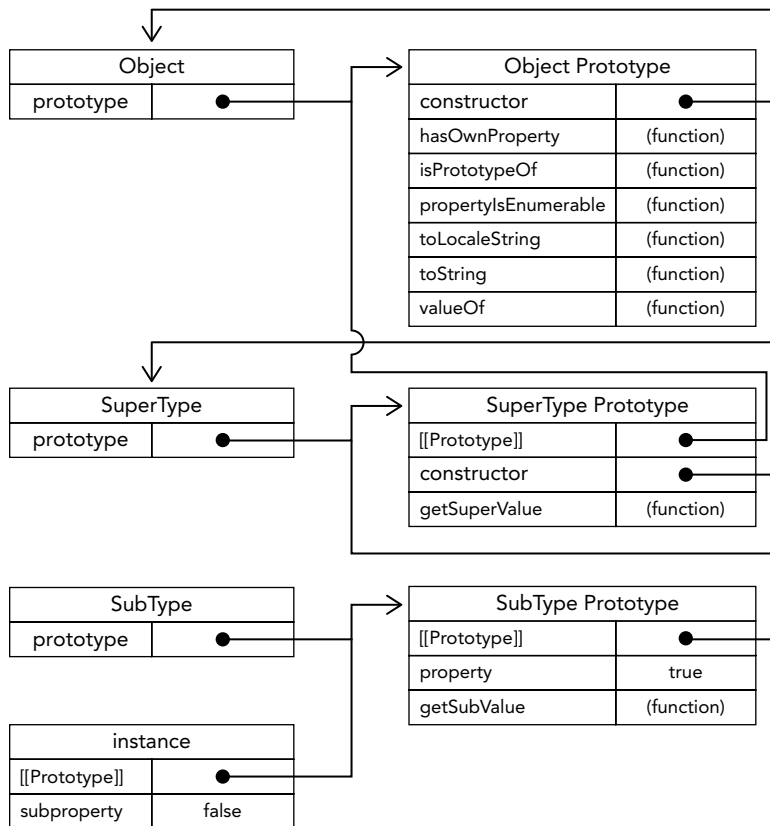 Object
prototype
Object Prototype
constructor
hasOwnProperty (function)
isPrototypeOf (function)
propertyIsEnumerable (function)
toLocaleString (function)
toString (function)
valueOf (function)
SuperType
prototype
SuperType Prototype
[[Prototype]]
constructor
getSuperValue (function)
SubType
prototype
SubType Prototype
[[Prototype]]
property true
getSubValue (function)
instance
[[Prototype]]
subproperty false